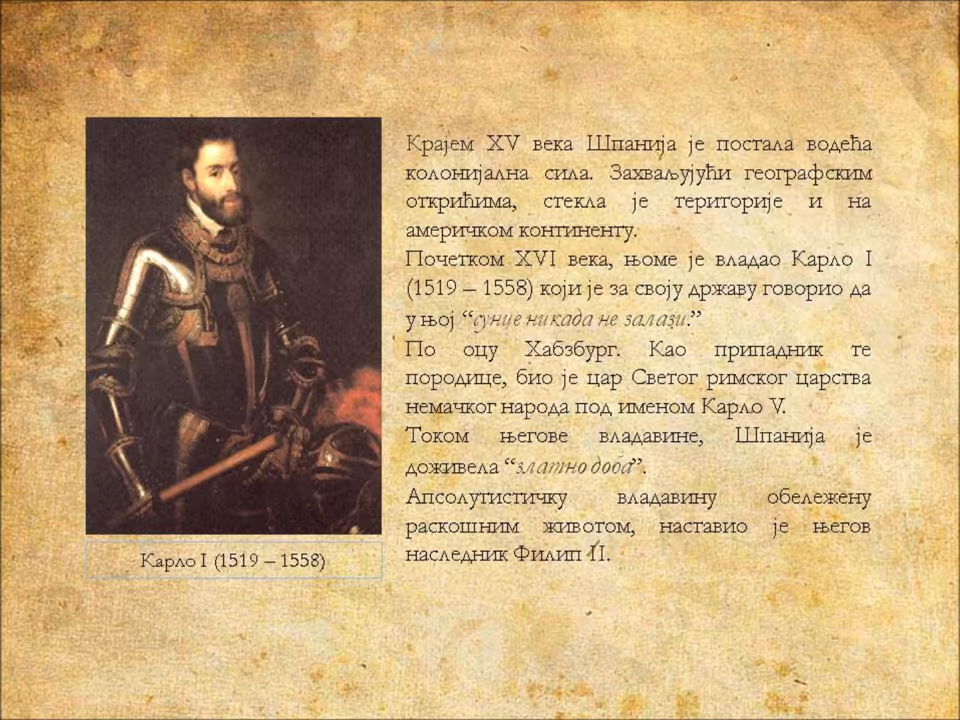 Крајем XV века Шпанија је постала водећа
колонијална сила. Захваљујући географским
открићима, стекла је територије и на
америчком континенту.
Почетком XVI века, њоме је владао Карло I
(1519 – 1558) који је за своју државу говорио да
у њој “сунце никада не залази.”
По оцу Хабзбург. Као припадник те
породице, био је цар Светог римског царства
немачког народа под именом Карло V.
Током његове владавине, Шпанија је
доживела “златно доба”.
Апсолутистичку владавину обележену
раскошним животом, наставио је његов
наследник Филип II.
Карло I (1519 – 1558)